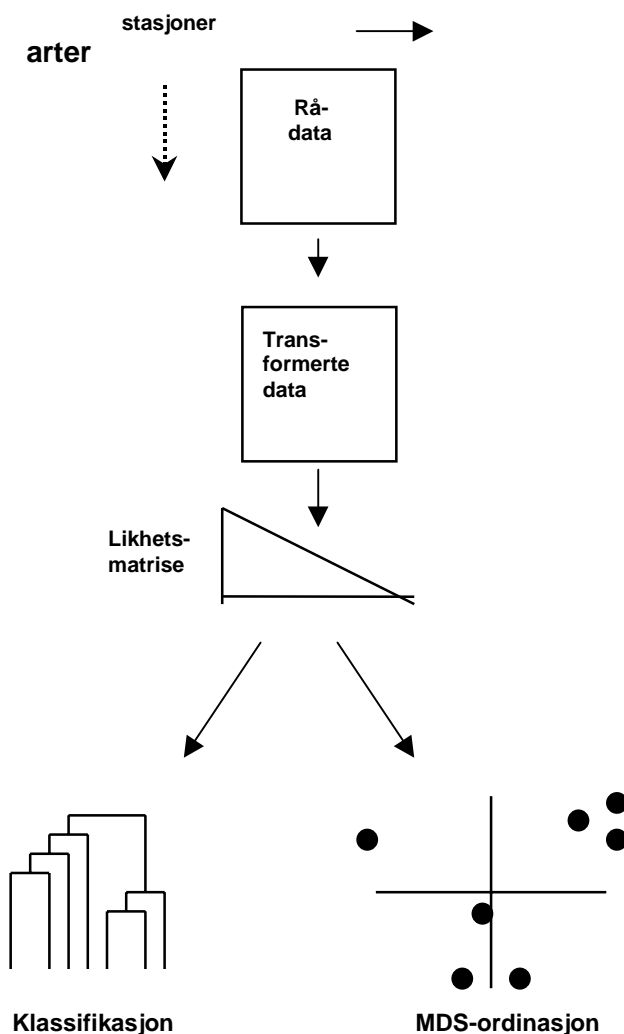 stasjoner
arter
Rå-
data
Trans-
formerte
data
Likhets-
matrise
Klassifikasjon
MDS-ordinasjon